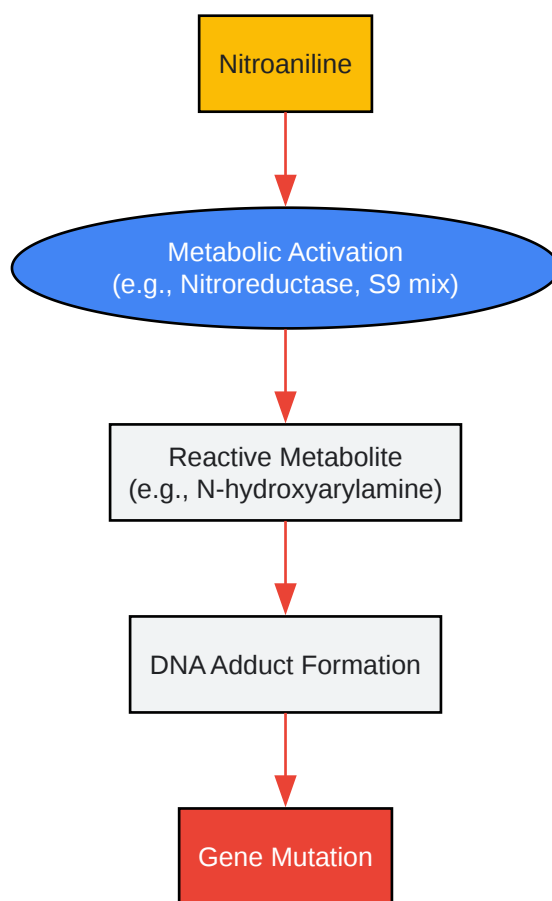 Nitroaniline
Metabolic Activation
(e.g., Nitroreductase, S9 mix)
Reactive Metabolite
(e.g., N-hydroxyarylamine)
DNA Adduct Formation
Gene Mutation